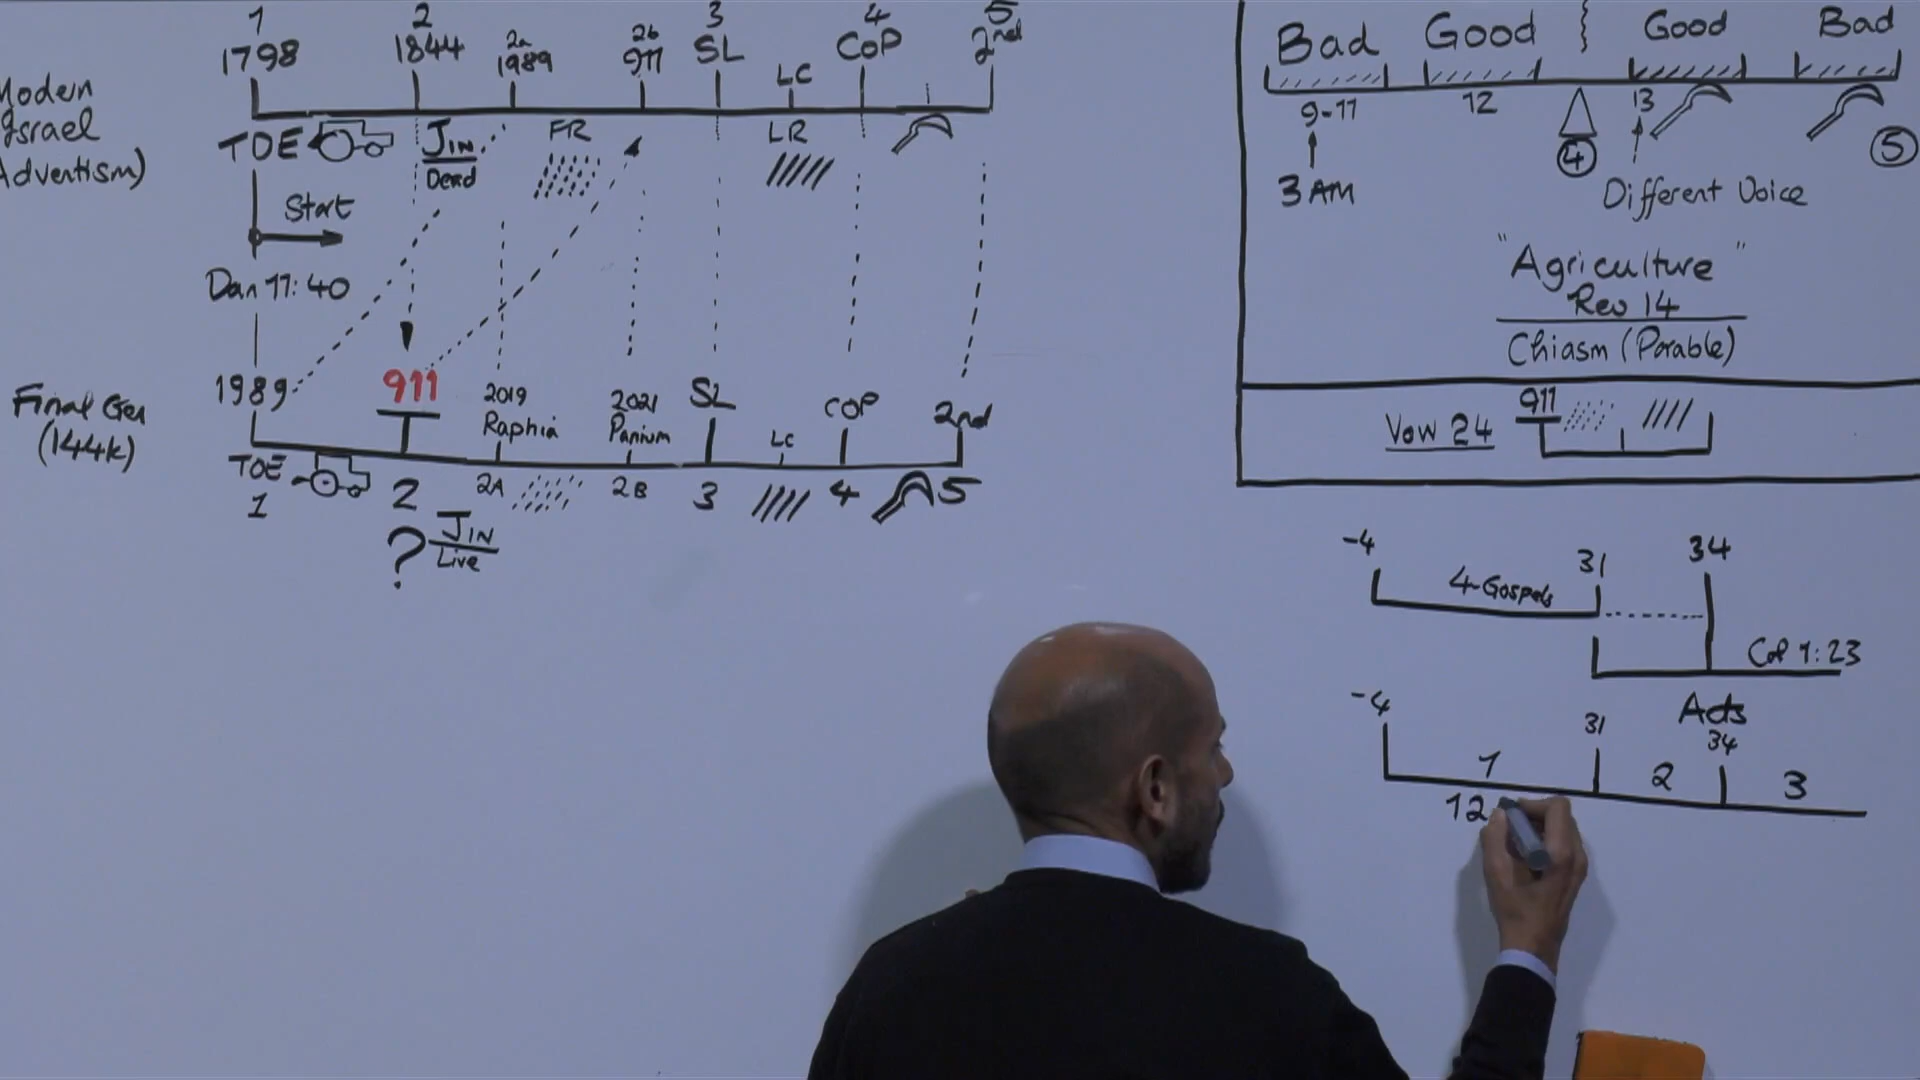 1 2 2a 2b 3 4 5
1798 1844 1989 911 SL LC COP 2nd
Modern
Israel
Adventism)
TOE JIN FR LR
Dead
Start
Dan 11:40
1989 911 2019 2021 SL COP 2nd
Raphia Panium LC
Final Gen
(144k)
TOE
1 2 2A 2B 3 4 5
? JIN
Live
Bad Good Good Bad
9-11 12 13
4 5
3 AM Different Voice
"Agriculture"
Rev 14
Chiasm (Parable)
911
Vow 24
-4 31 34
4-Gospels
Col 1:23
Acts
-4 31 34
1 2 3
12